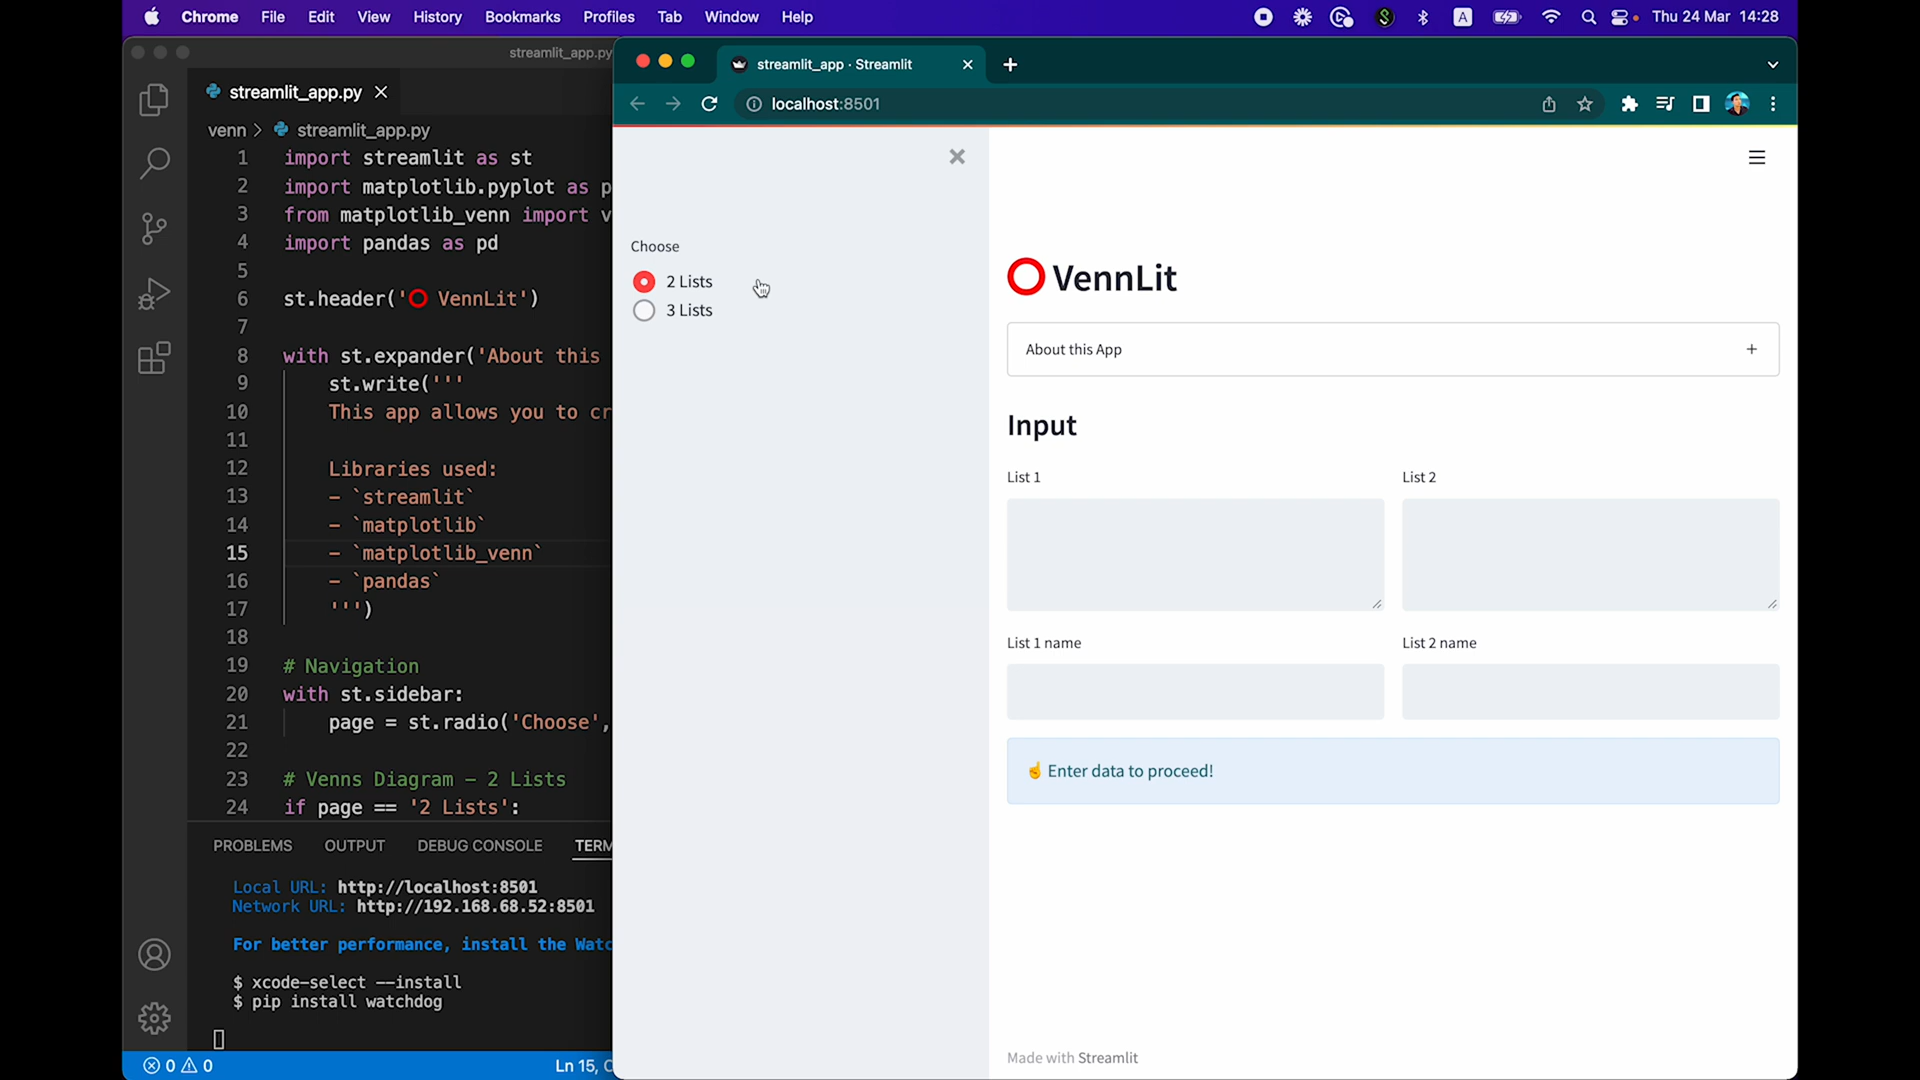 Chrome File Edit View History Bookmarks Profiles Tab Window Help
A
Thu 24 Mar 14:28
streamlit_app.py
streamlit_app.py
venn > streamlit_app.py
1 import streamlit as st
2 import matplotlib.pyplot as p
3 from matplotlib_venn import v
4 import pandas as pd
5
6 st.header('⭕ VennLit')
7
8 with st.expander('About this
9 st.write('''
10 This app allows you to cr
11
12 Libraries used:
13 - `streamlit`
14 - `matplotlib`
15 - `matplotlib_venn`
16 - `pandas`
17 ''')
18
19 # Navigation
20 with st.sidebar:
21 page = st.radio('Choose',
22
23 # Venns Diagram - 2 Lists
24 if page == '2 Lists':
PROBLEMS OUTPUT DEBUG CONSOLE TERM
Local URL: http://localhost:8501
Network URL: http://192.168.68.52:8501
For better performance, install the Watc
$ xcode-select --install
$ pip install watchdog
0 0
Ln 15, C
streamlit_app · Streamlit
localhost:8501
Choose
2 Lists
3 Lists
VennLit
About this App
Input
List 1 List 2
List 1 name List 2 name
☝ Enter data to proceed!
Made with Streamlit